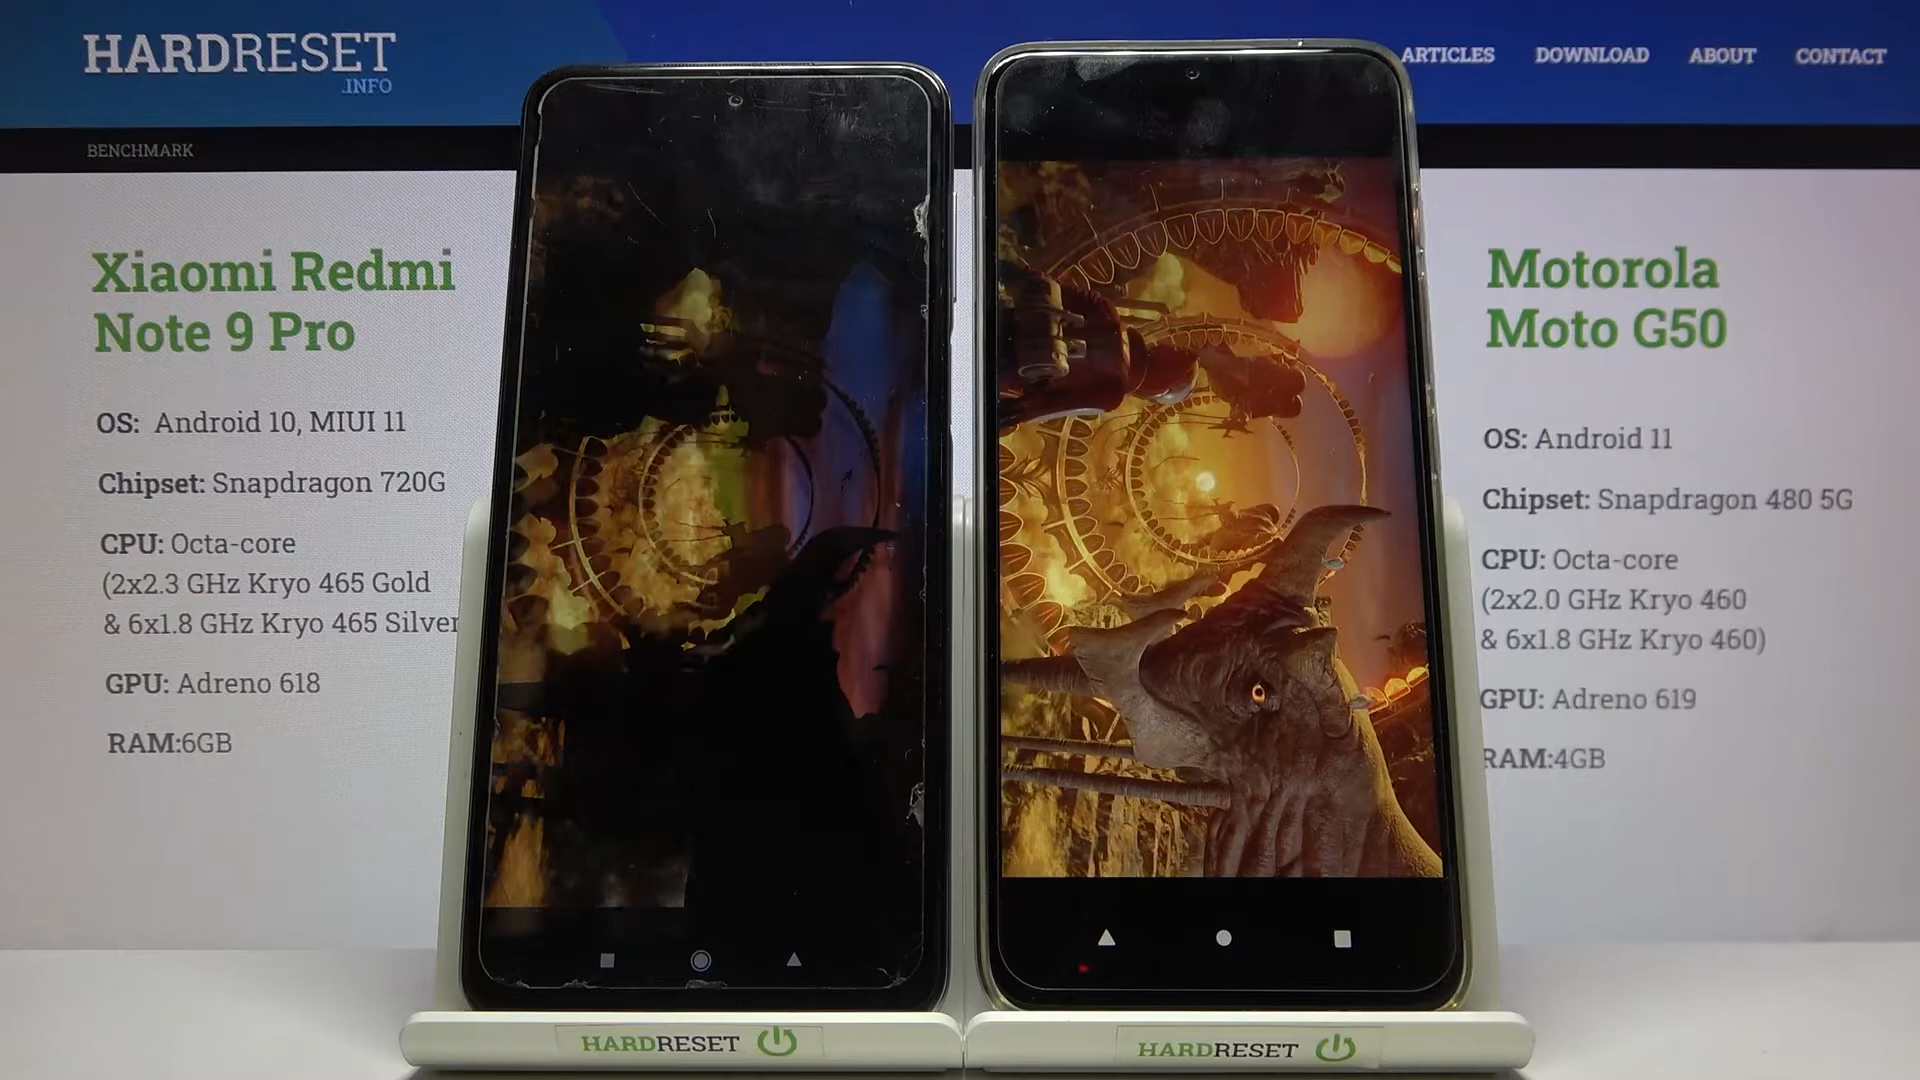 HARDRESET
.INFO
ARTICLES DOWNLOAD ABOUT CONTACT
BENCHMARK
Xiaomi Redmi
Note 9 Pro
OS: Android 10, MIUI 11
Chipset: Snapdragon 720G
CPU: Octa-core
(2x2.3 GHz Kryo 465 Gold
& 6x1.8 GHz Kryo 465 Silver
GPU: Adreno 618
RAM:6GB
Motorola
Moto G50
OS: Android 11
Chipset: Snapdragon 480 5G
CPU: Octa-core
(2x2.0 GHz Kryo 460
& 6x1.8 GHz Kryo 460)
GPU: Adreno 619
RAM:4GB
HARDRESET
HARDRESET